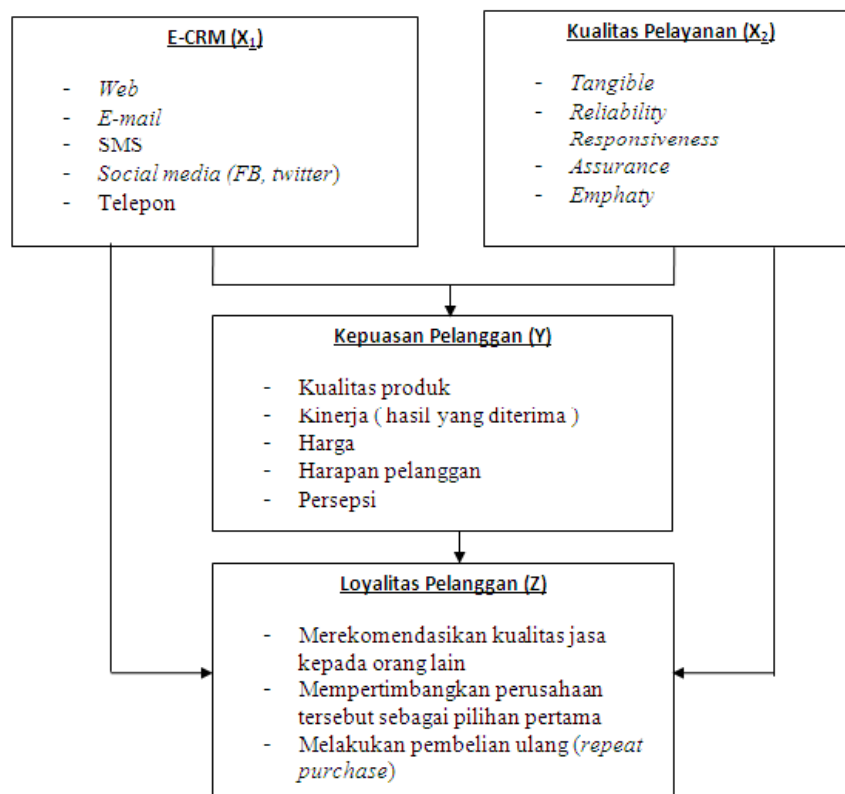 E-CRM (X₁)
- Web
- E-mail
- SMS
- Social media (FB, twitter)
- Telepon
Kualitas Pelayanan (X₂)
- Tangible
- Reliability
Responsiveness
- Assurance
- Emphaty
Kepuasan Pelanggan (Y)
- Kualitas produk
- Kinerja ( hasil yang diterima )
- Harga
- Harapan pelanggan
- Persepsi
Loyalitas Pelanggan (Z)
- Merekomendasikan kualitas jasa
kepada orang lain
- Mempertimbangkan perusahaan
tersebut sebagai pilihan pertama
- Melakukan pembelian ulang (repeat
purchase)